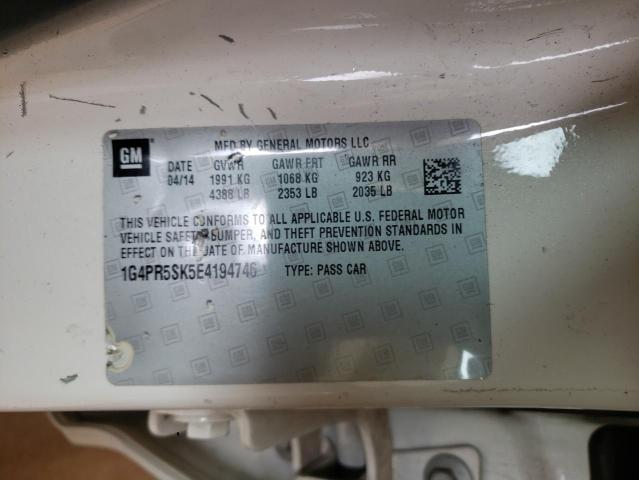 GM
MFD BY GENERAL MOTORS LLC
DATE GVWR GAWR FRT GAWR RR
04/14 1991 KG 1068 KG 923 KG
4388 LB 2353 LB 2035 LB
THIS VEHICLE CONFORMS TO ALL APPLICABLE U.S. FEDERAL MOTOR
VEHICLE SAFETY, BUMPER, AND THEFT PREVENTION STANDARDS IN
EFFECT ON THE DATE OF MANUFACTURE SHOWN ABOVE.
1G4PR5SK5E4194746 TYPE: PASS CAR